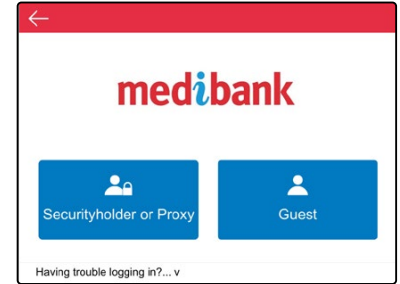 medibank
Securityholder or Proxy
Guest
Having trouble logging in?... v